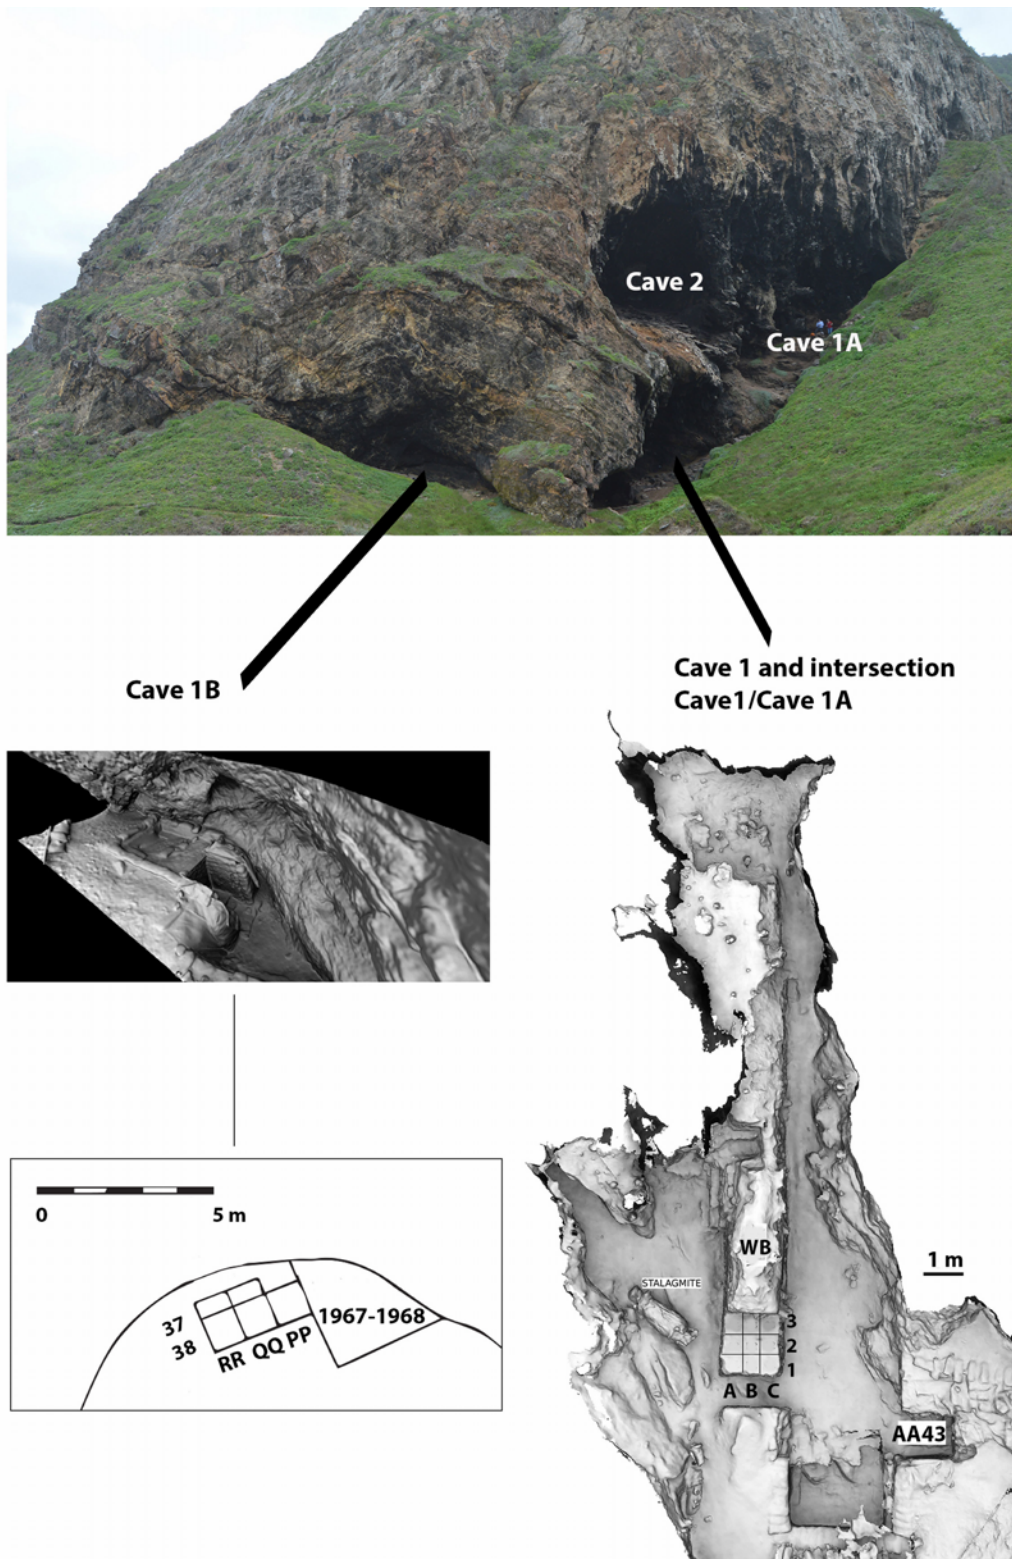 Cave 2
Cave 1A
Cave 1B
Cave 1 and intersection
Cave1/Cave 1A
0 5 m
37
38
RR QQ PP
1967-1968
WB
1 m
STALAGMITE
3
2
1
A B C
AA43